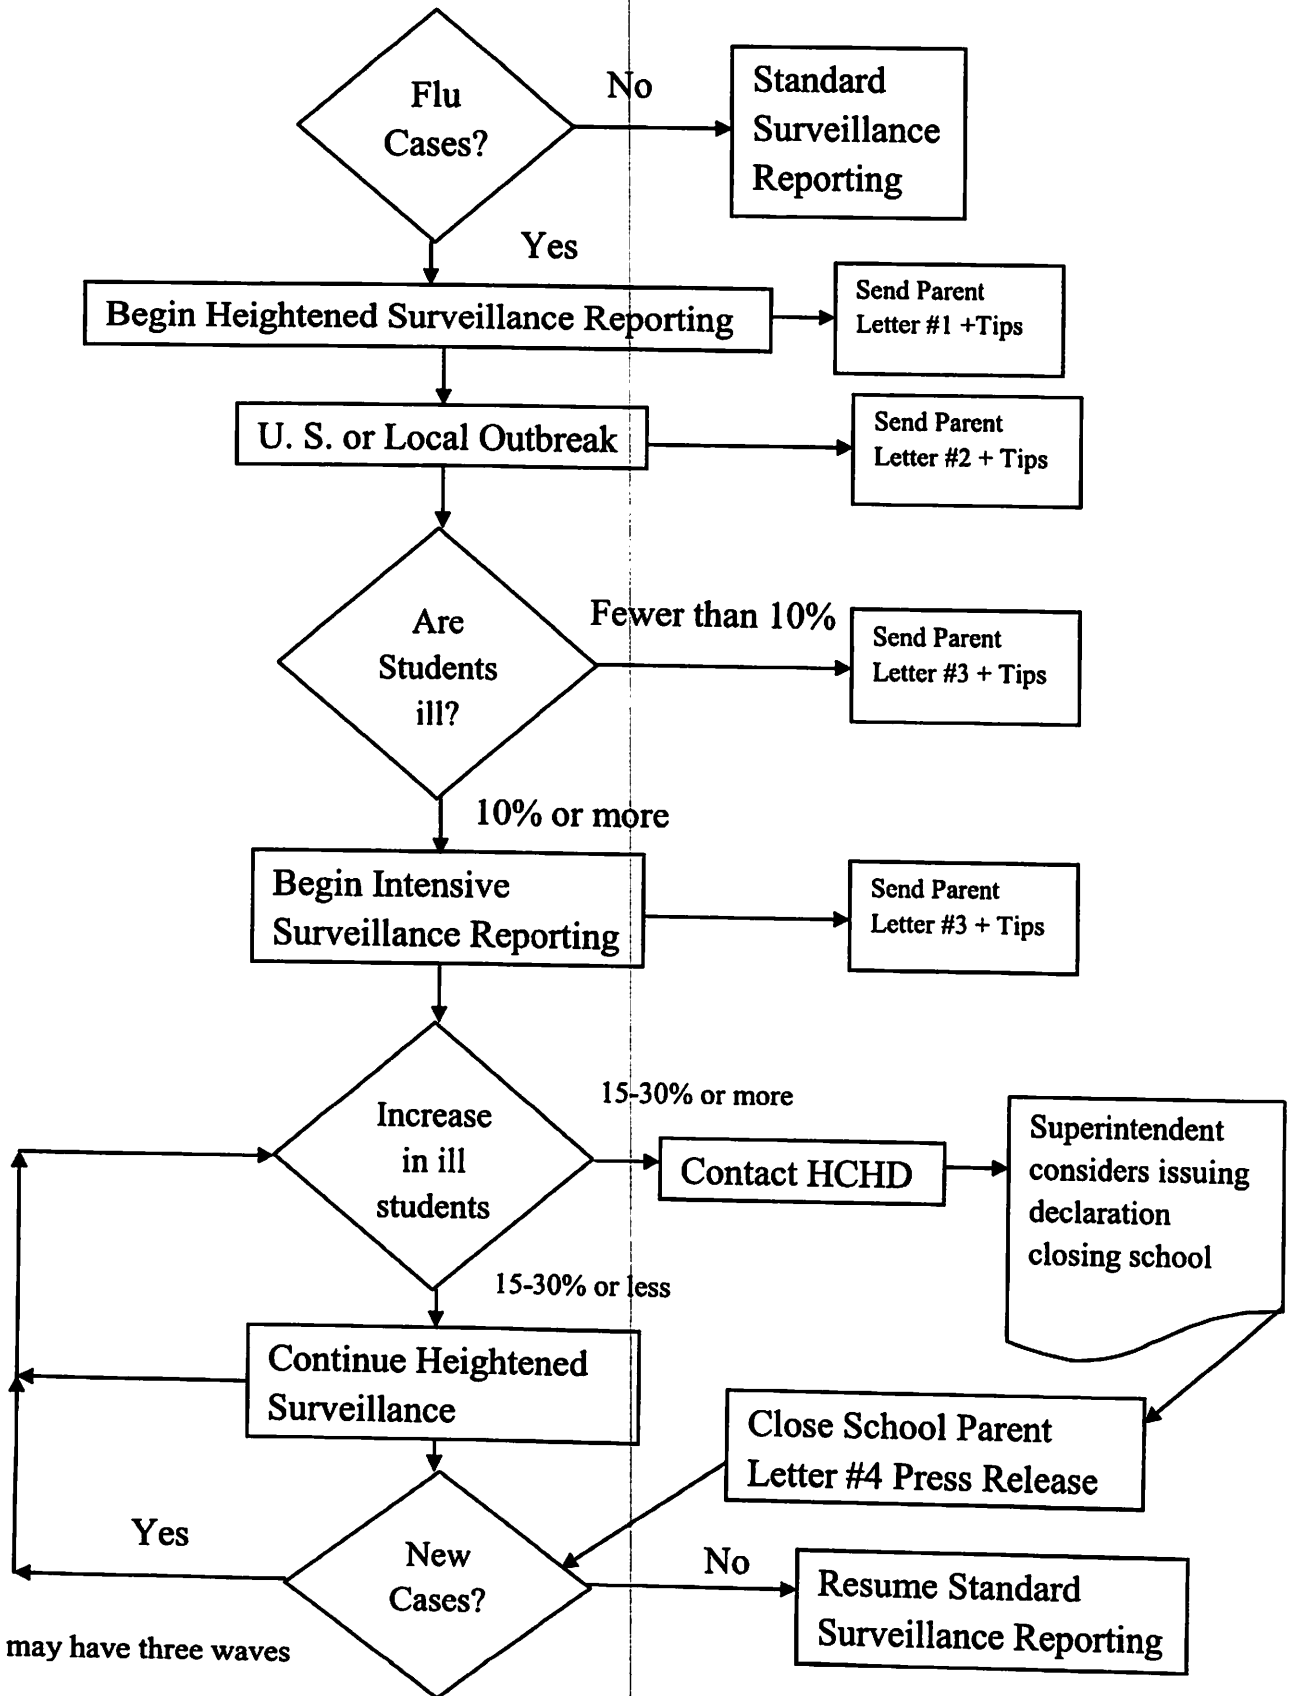 Flu
Cases?
No
Standard
Surveillance
Reporting
Yes
Begin Heightened Surveillance Reporting
Send Parent
Letter #1 +Tips
U. S. or Local Outbreak
Send Parent
Letter #2 + Tips
Are
Students
ill?
Fewer than 10%
Send Parent
Letter #3 + Tips
10% or more
Begin Intensive
Surveillance Reporting
Send Parent
Letter #3 + Tips
Increase
in ill
students
15-30% or more
Contact HCHD
Superintendent
considers issuing
declaration
closing school
15-30% or less
Continue Heightened
Surveillance
Close School Parent
Letter #4 Press Release
Yes
New
Cases?
No
Resume Standard
Surveillance Reporting
may have three waves